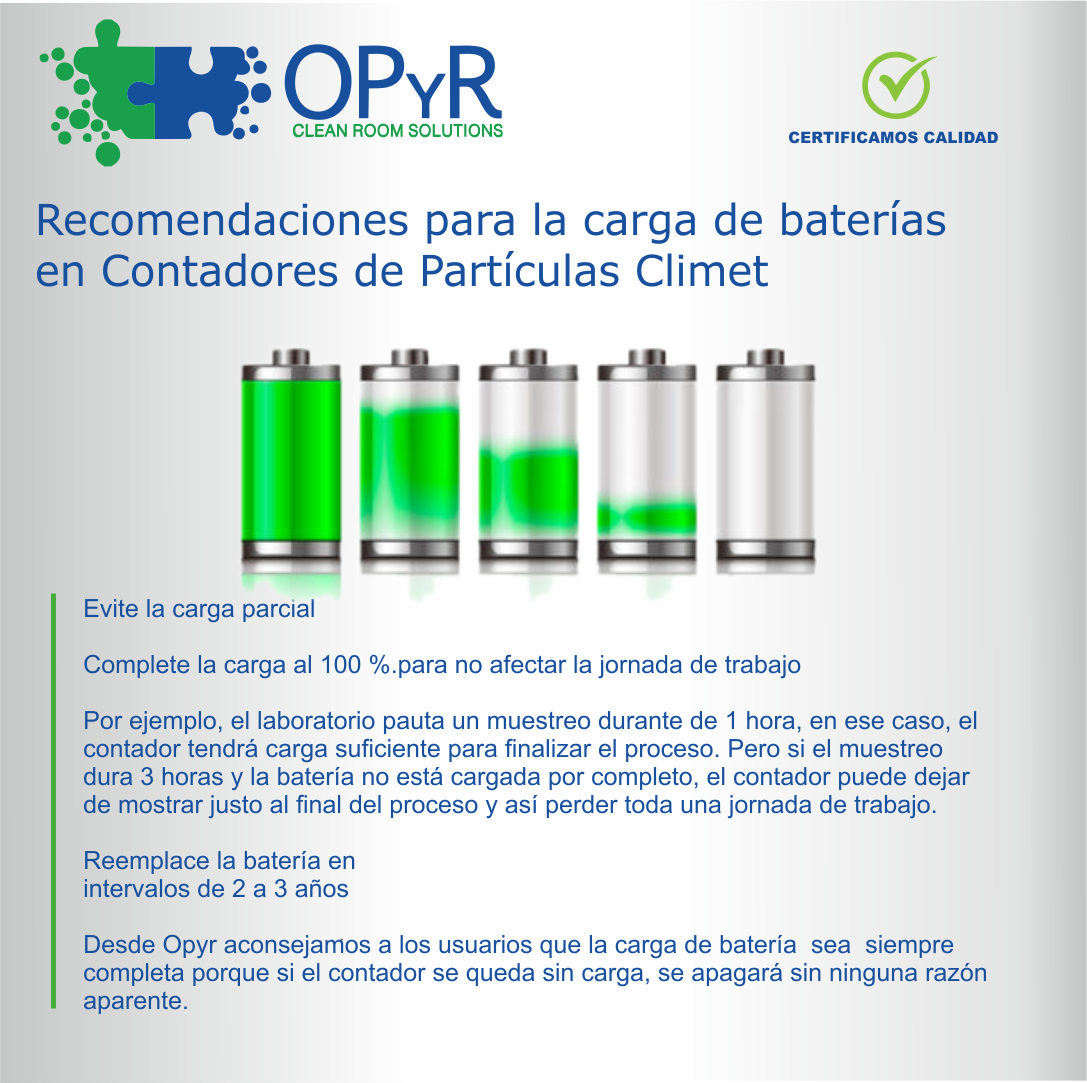 OPyR
CLEAN ROOM SOLUTIONS
CERTIFICAMOS CALIDAD
Recomendaciones para la carga de baterías
en Contadores de Partículas Climet
Evite la carga parcial
Complete la carga al 100 %.para no afectar la jornada de trabajo
Por ejemplo, el laboratorio pauta un muestreo durante de 1 hora, en ese caso, el
contador tendrá carga suficiente para finalizar el proceso. Pero si el muestreo
dura 3 horas y la batería no está cargada por completo, el contador puede dejar
de mostrar justo al final del proceso y así perder toda una jornada de trabajo.
Reemplace la batería en
intervalos de 2 a 3 años
Desde Opyr aconsejamos a los usuarios que la carga de batería  sea  siempre
completa porque si el contador se queda sin carga, se apagará sin ninguna razón
aparente.